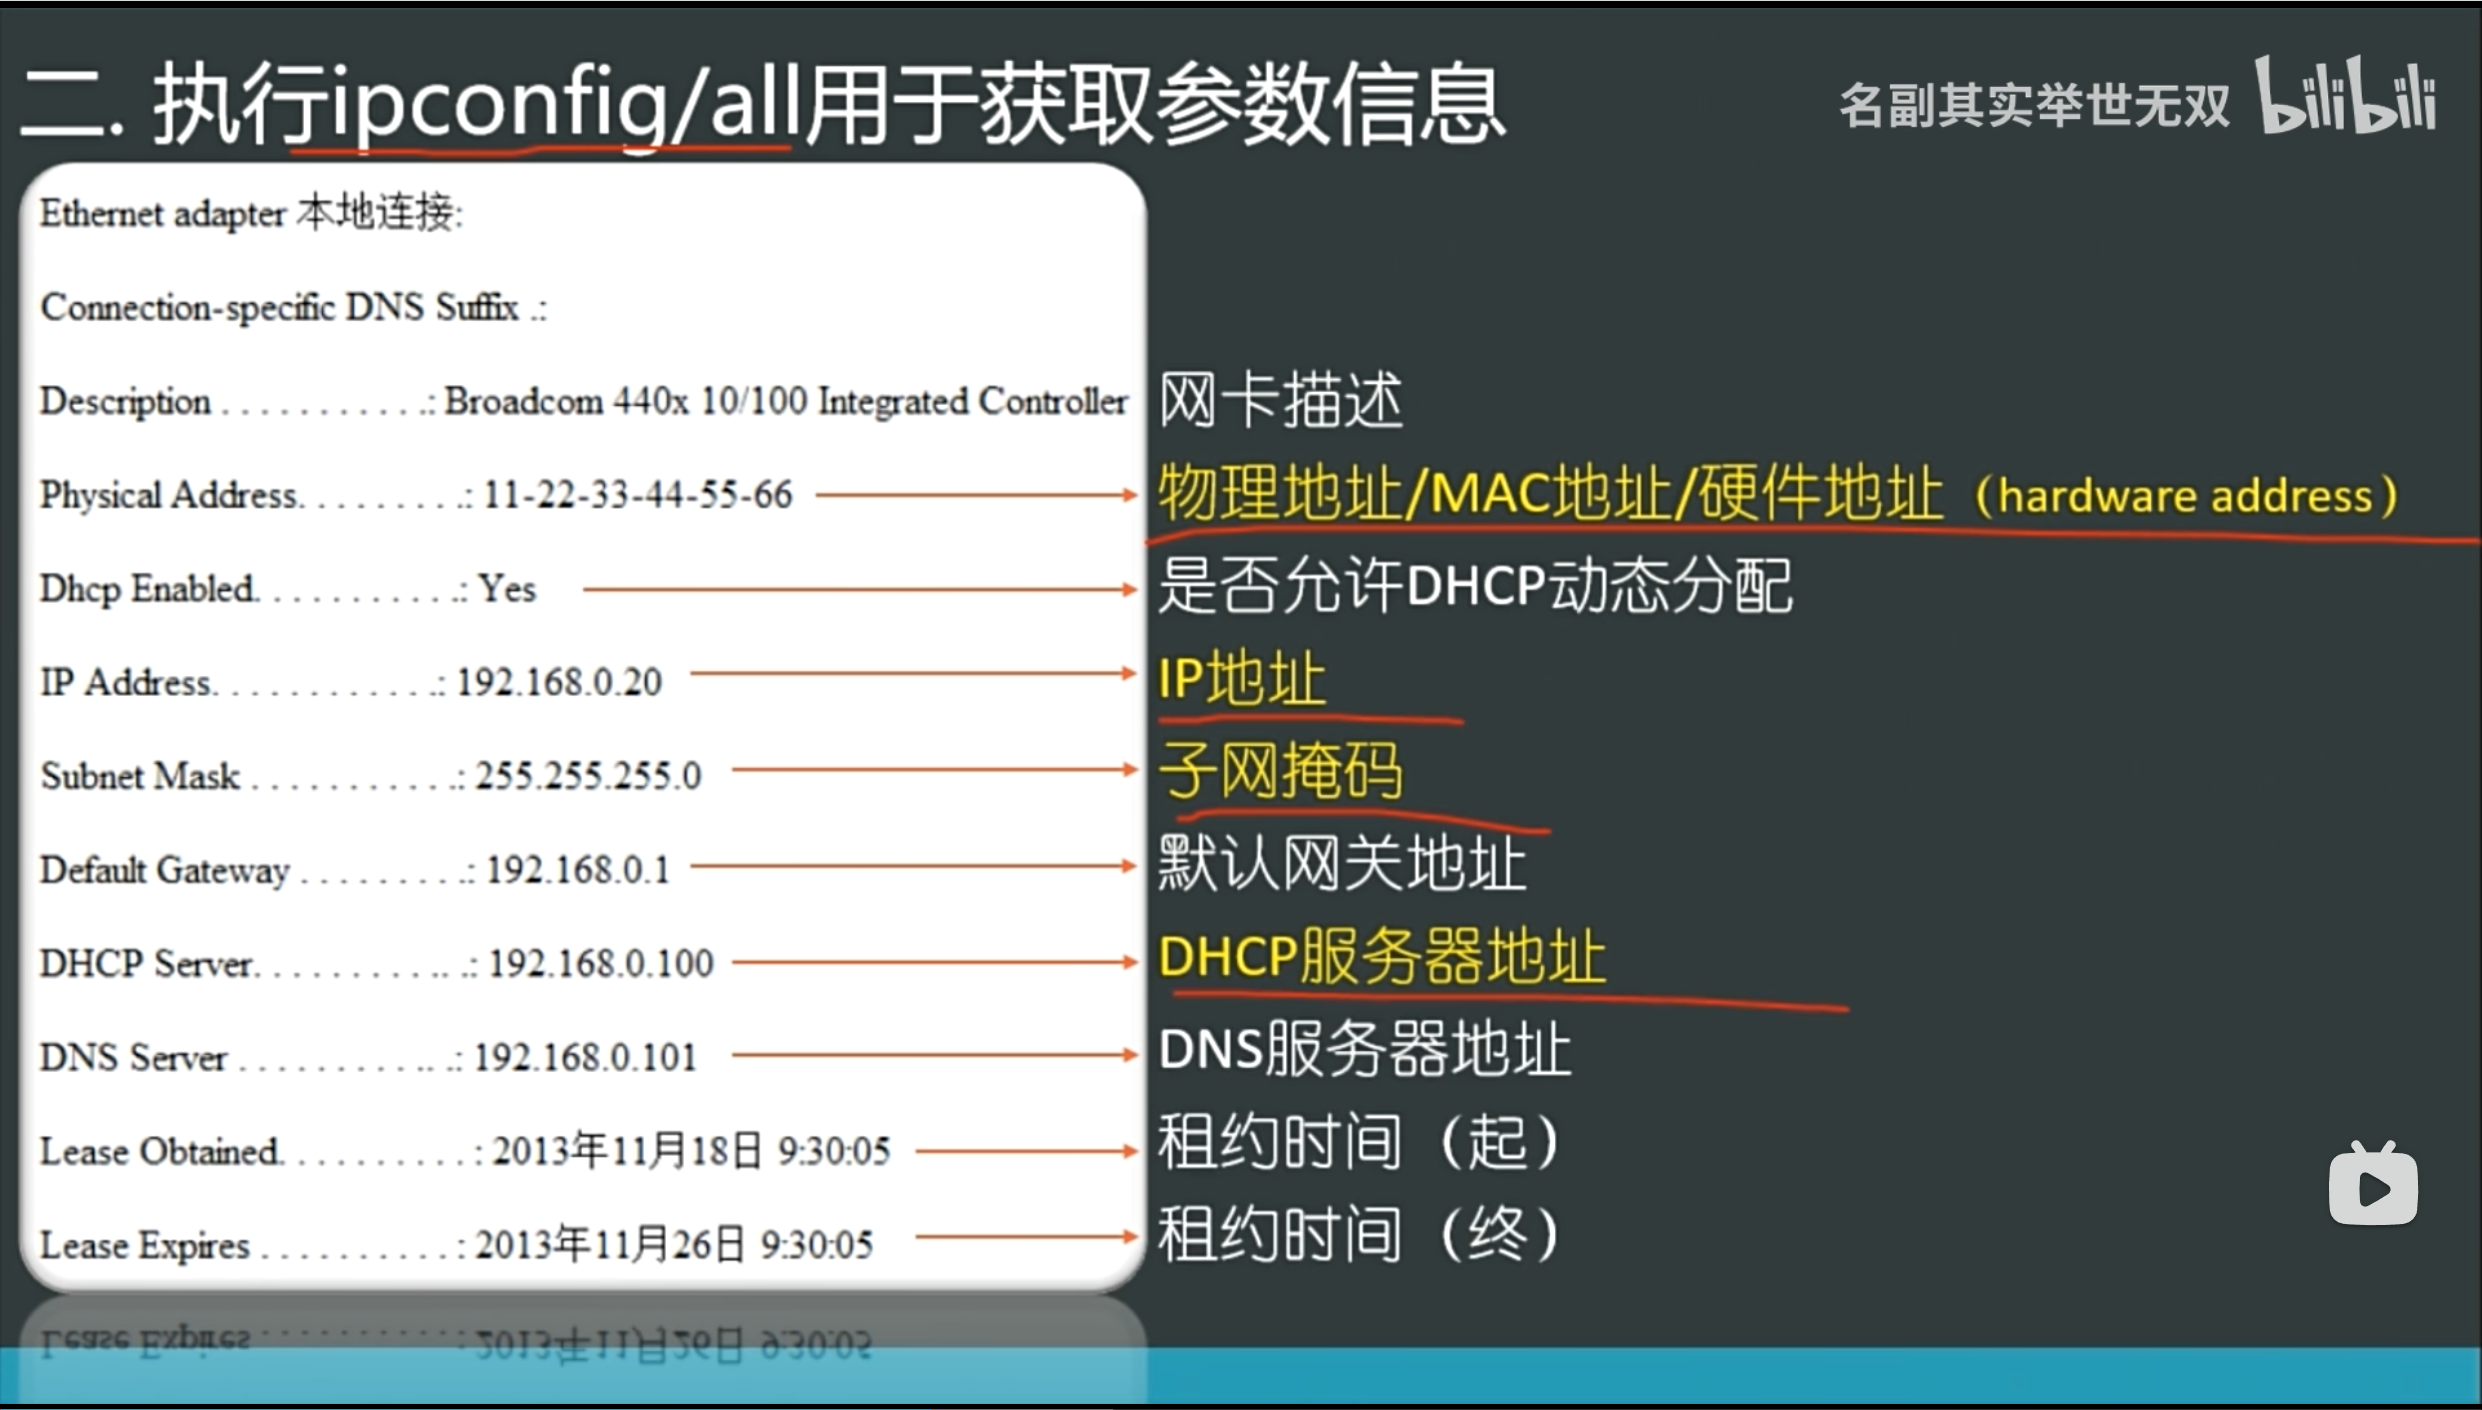 二. 执行ipconfig/all用于获取参数信息
名副其实举世无双 bilibili
Ethernet adapter 本地连接:
Connection-specific DNS Suffix .:
Description . . . . . . . . . . .: Broadcom 440x 10/100 Integrated Controller 网卡描述
Physical Address. . . . . . . . .: 11-22-33-44-55-66 物理地址/MAC地址/硬件地址（hardware address）
Dhcp Enabled. . . . . . . . . . .: Yes 是否允许DHCP动态分配
IP Address. . . . . . . . . . . .: 192.168.0.20 IP地址
Subnet Mask . . . . . . . . . . .: 255.255.255.0 子网掩码
Default Gateway . . . . . . . . .: 192.168.0.1 默认网关地址
DHCP Server. . . . . . . . . .. .: 192.168.0.100 DHCP服务器地址
DNS Server . . . . . . . . . .. .: 192.168.0.101 DNS服务器地址
Lease Obtained. . . . . . . . . . : 2013年11月18日 9:30:05 租约时间（起）
Lease Expires . . . . . . . . . . : 2013年11月26日 9:30:05 租约时间（终）